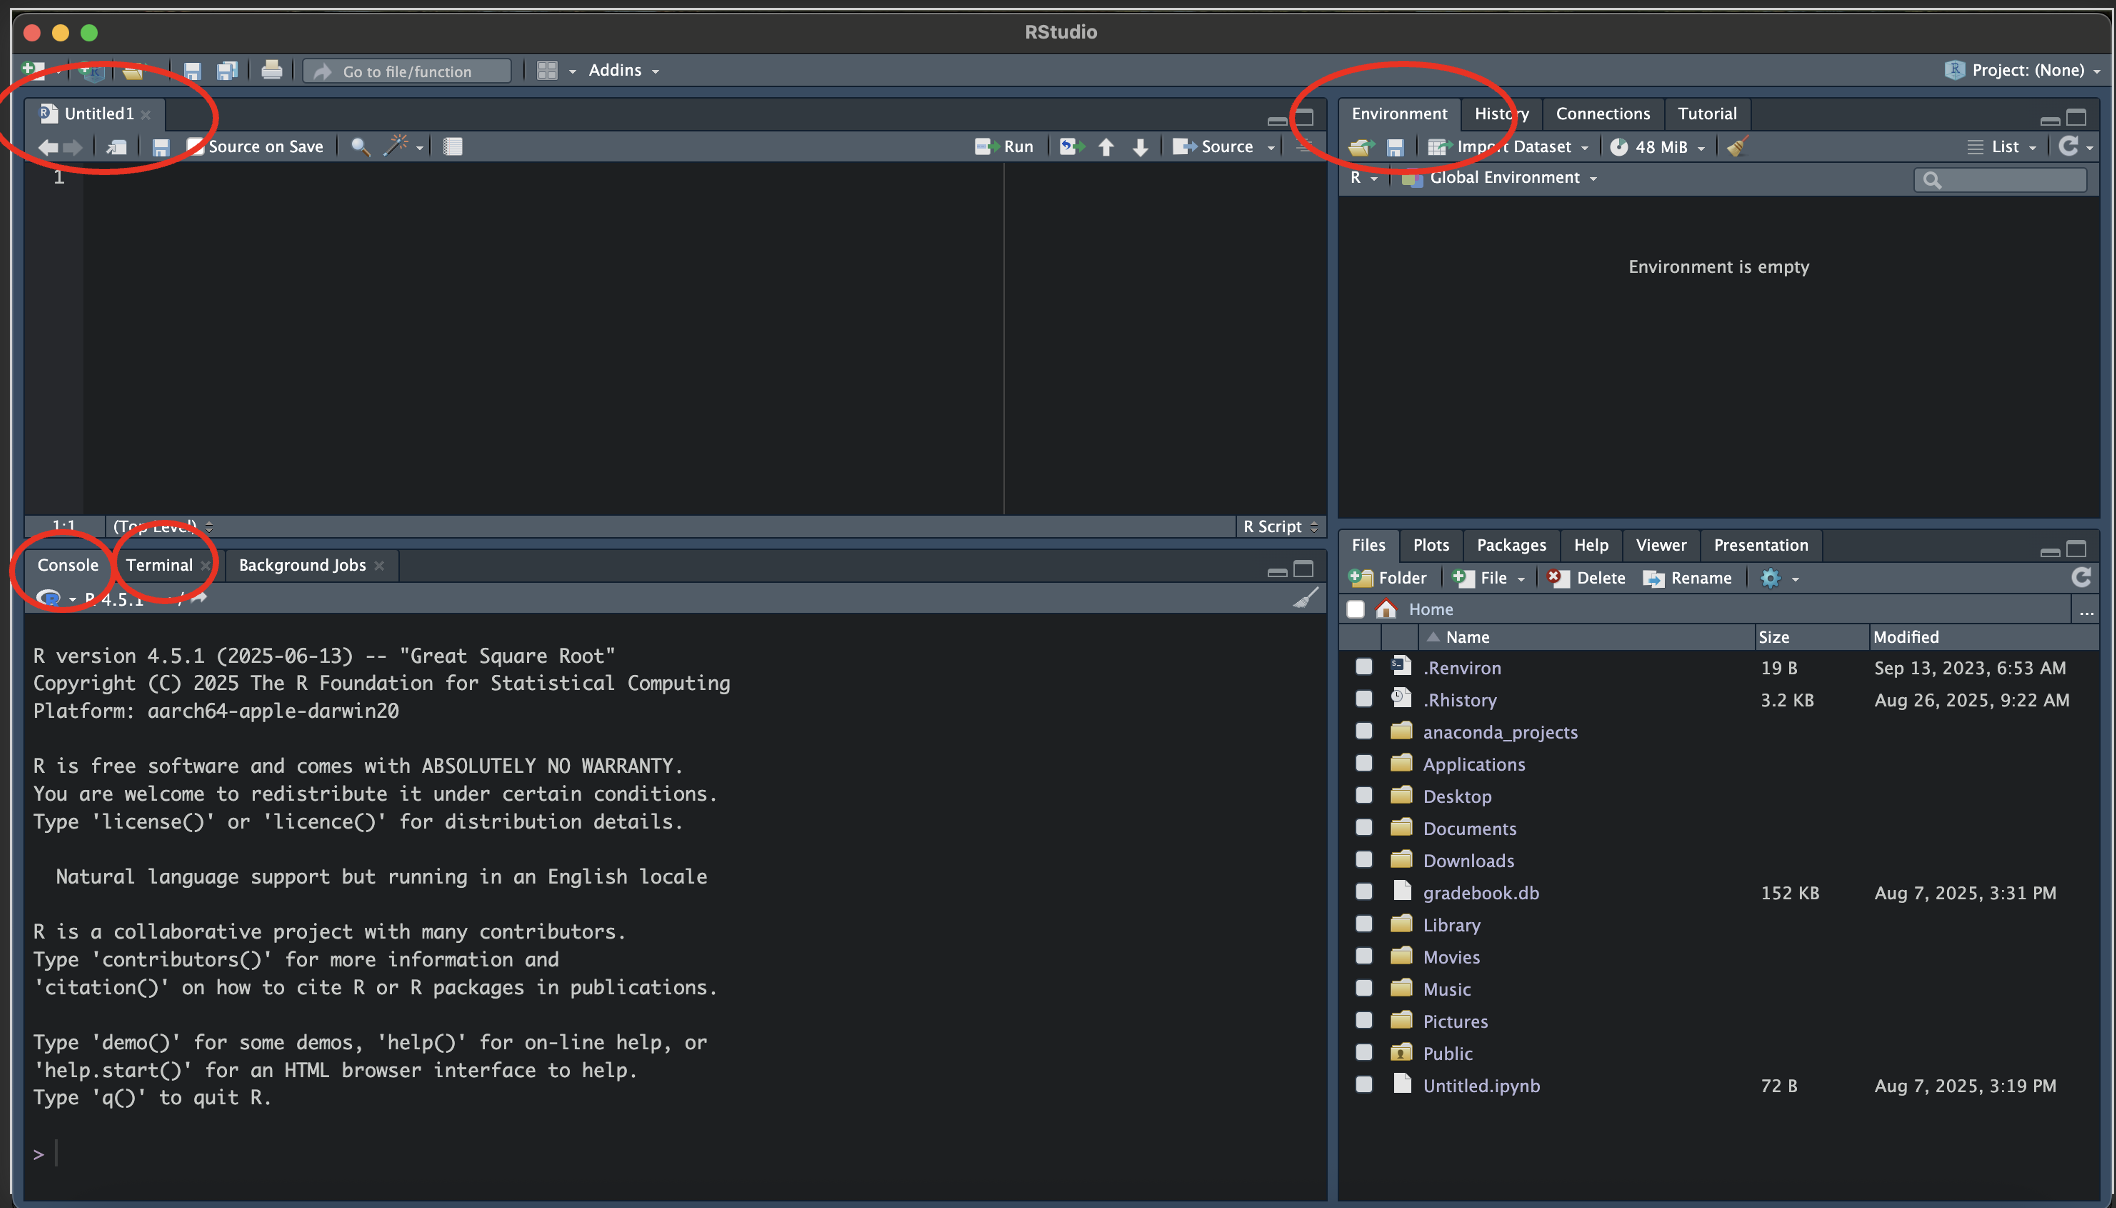 RStudio
Go to file/function Addins Project: (None)
Untitled1
Source on Save Run Source
1
1:1 (Top Level) R Script
Console Terminal Background Jobs
R 4.5.1 ~/
R version 4.5.1 (2025-06-13) -- "Great Square Root"
Copyright (C) 2025 The R Foundation for Statistical Computing
Platform: aarch64-apple-darwin20
R is free software and comes with ABSOLUTELY NO WARRANTY.
You are welcome to redistribute it under certain conditions.
Type 'license()' or 'licence()' for distribution details.
Natural language support but running in an English locale
R is a collaborative project with many contributors.
Type 'contributors()' for more information and
'citation()' on how to cite R or R packages in publications.
Type 'demo()' for some demos, 'help()' for on-line help, or
'help.start()' for an HTML browser interface to help.
Type 'q()' to quit R.
>
Environment History Connections Tutorial
Import Dataset 48 MiB List
R Global Environment
Environment is empty
Files Plots Packages Help Viewer Presentation
Folder File Delete Rename
Home ...
Name Size Modified
.Renviron 19 B Sep 13, 2023, 6:53 AM
.Rhistory 3.2 KB Aug 26, 2025, 9:22 AM
anaconda_projects
Applications
Desktop
Documents
Downloads
gradebook.db 152 KB Aug 7, 2025, 3:31 PM
Library
Movies
Music
Pictures
Public
Untitled.ipynb 72 B Aug 7, 2025, 3:19 PM